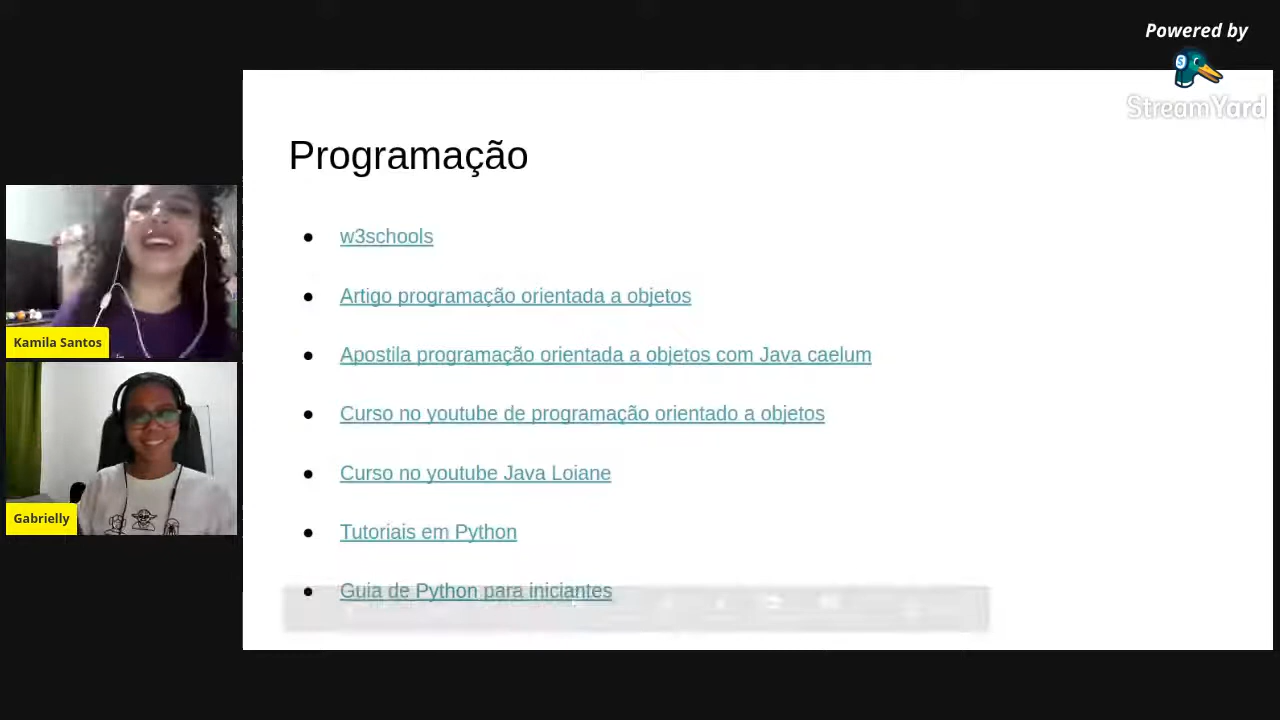 Powered by
StreamYard
Programação
w3schools
Artigo programação orientada a objetos
Apostila programação orientada a objetos com Java caelum
Curso no youtube de programação orientado a objetos
Curso no youtube Java Loiane
Tutoriais em Python
Guia de Python para iniciantes
Kamila Santos
Gabrielly